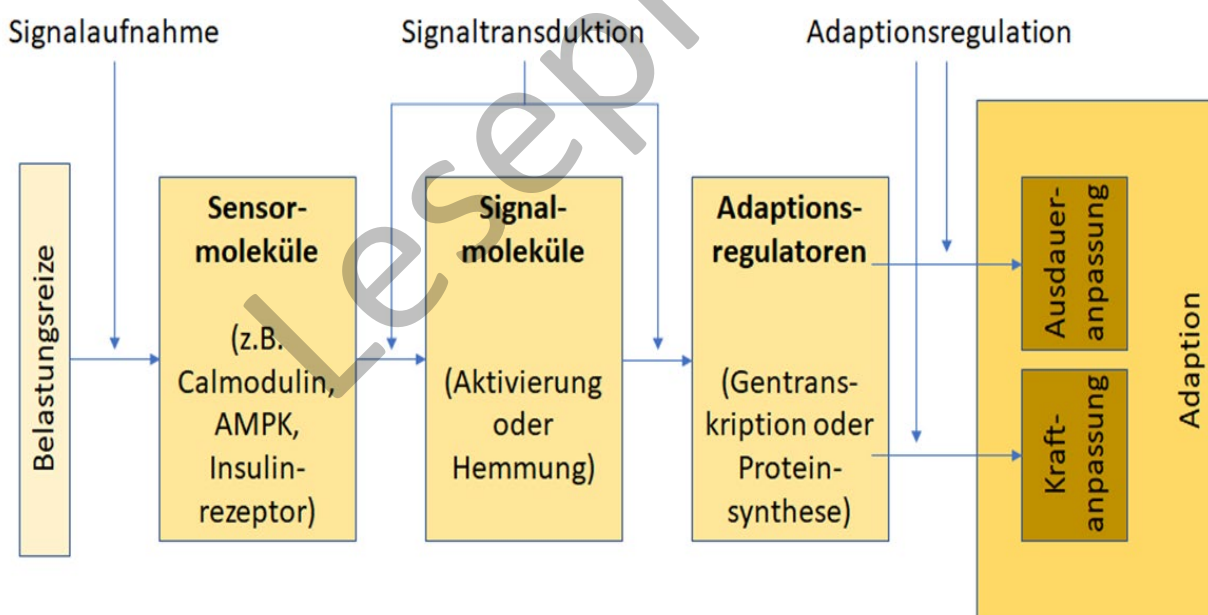 Signalaufnahme
Signaltransduktion
Adaptionsregulation
Belastungsreize
Sensor-
moleküle
(z.B.
Calmodulin,
AMPK,
Insulin-
rezeptor)
Signal-
moleküle
(Aktivierung
oder
Hemmung)
Adaptions-
regulatoren
(Gentrans-
kription oder
Protein-
synthese)
Ausdauer-
anpassung
Kraft-
anpassung
Adaption